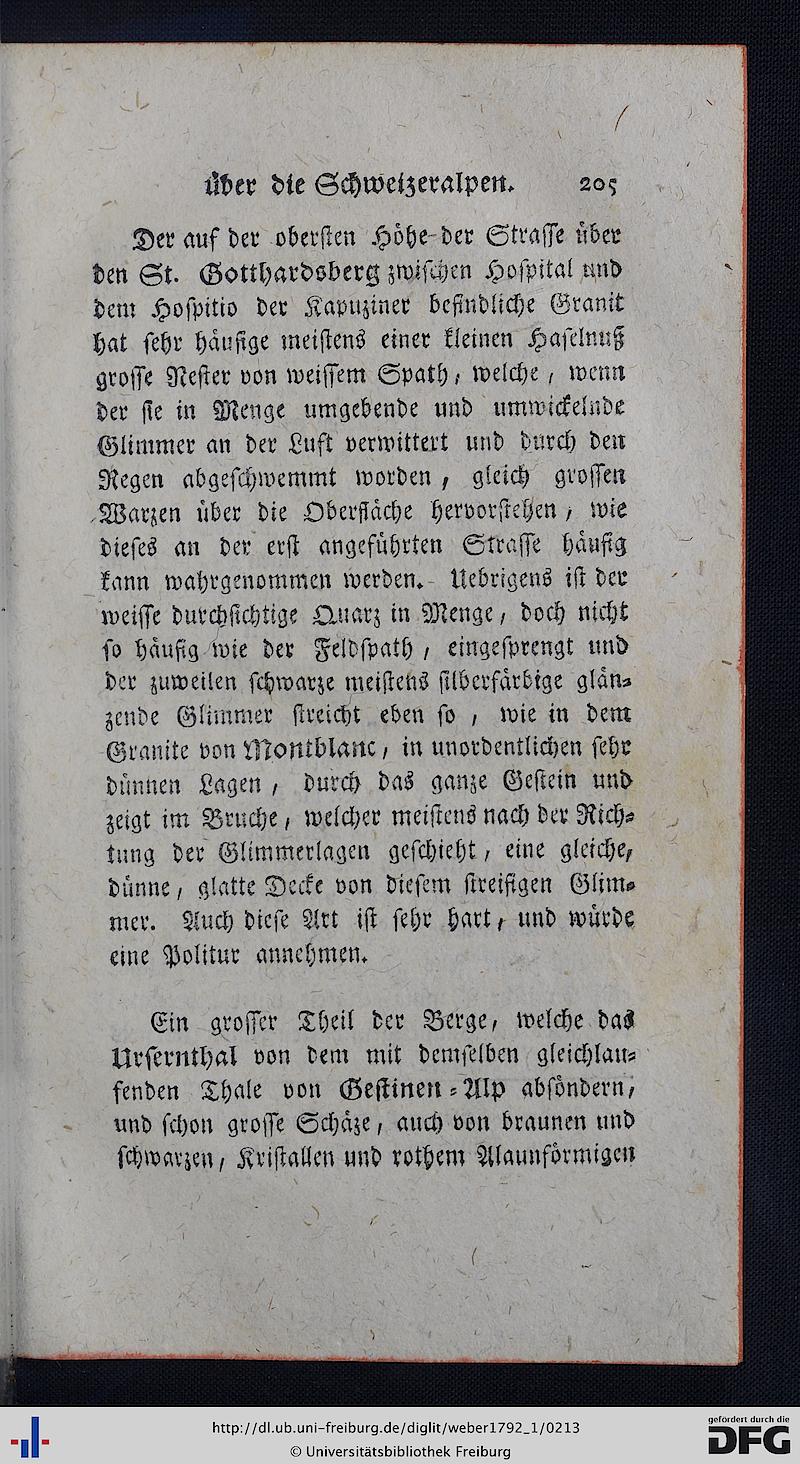 über die Schweizeralpen. 205
Der auf der obersten Höhe der Strasse über
den St. Gotthardsberg zwischen Hospital und
dem Hospitio der Kapuziner befindliche Granit
hat sehr häufige meistens einer kleinen Haselnuß
grosse Nester von weissem Spath, welche, wenn
der sie in Menge umgebende und umwickelnde
Glimmer an der Luft verwittert und durch den
Regen abgeschwemmt worden, gleich grossen
Warzen über die Oberfläche hervorstehen, wie
dieses an der erst angeführten Strasse häufig
kann wahrgenommen werden. Uebrigens ist der
weisse durchsichtige Quarz in Menge, doch nicht
so häufig wie der Feldspath, eingesprengt und
der zuweilen schwarze meistens silberfärbige glän-
zende Glimmer streicht eben so, wie in dem
Granite von Montblanc, in unordentlichen sehr
dünnen Lagen, durch das ganze Gestein und
zeigt im Bruche, welcher meistens nach der Rich-
tung der Glimmerlagen geschieht, eine gleiche,
dünne, glatte Decke von diesem streifigen Glim-
mer. Auch diese Art ist sehr hart, und würde
eine Politur annehmen.
Ein grosser Theil der Berge, welche das
Ursernthal von dem mit demselben gleichlau-
fenden Thale von Gestinen-Alp absöndern,
und schon grosse Schäze, auch von braunen und
schwarzen, Kristallen und rothem Alaunförmigen
http://dl.ub.uni-freiburg.de/diglit/weber1792_1/0213
© Universitätsbibliothek Freiburg
gefördert durch die
DFG